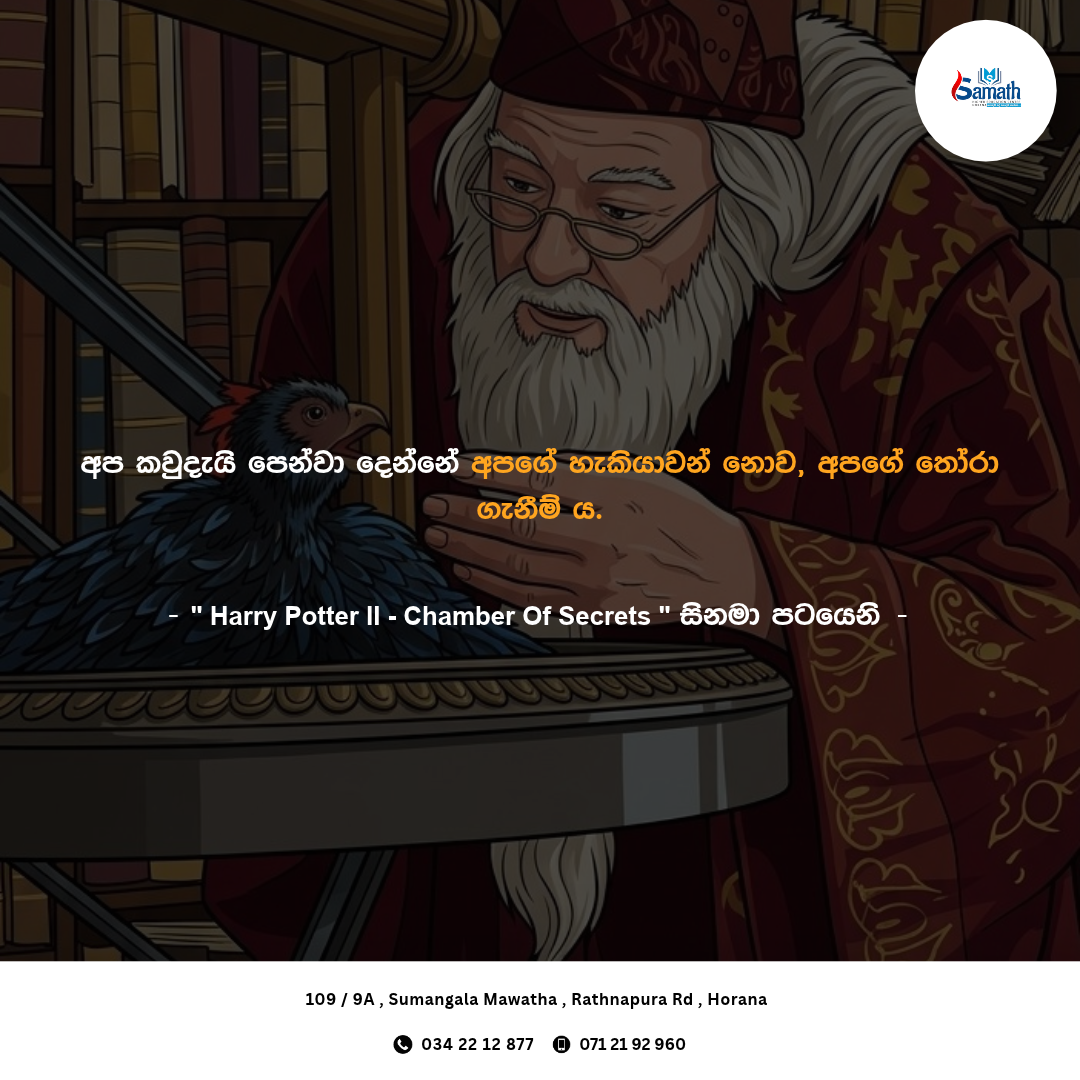 Samath
අප කවුදැයි පෙන්වා දෙන්නේ අපගේ හැකියාවන් නොව, අපගේ තෝරා
ගැනීම් ය.
- " Harry Potter II - Chamber Of Secrets " සිනමා පටයෙනි -
109 / 9A , Sumangala Mawatha , Rathnapura Rd , Horana
034 22 12 877 071 21 92 960